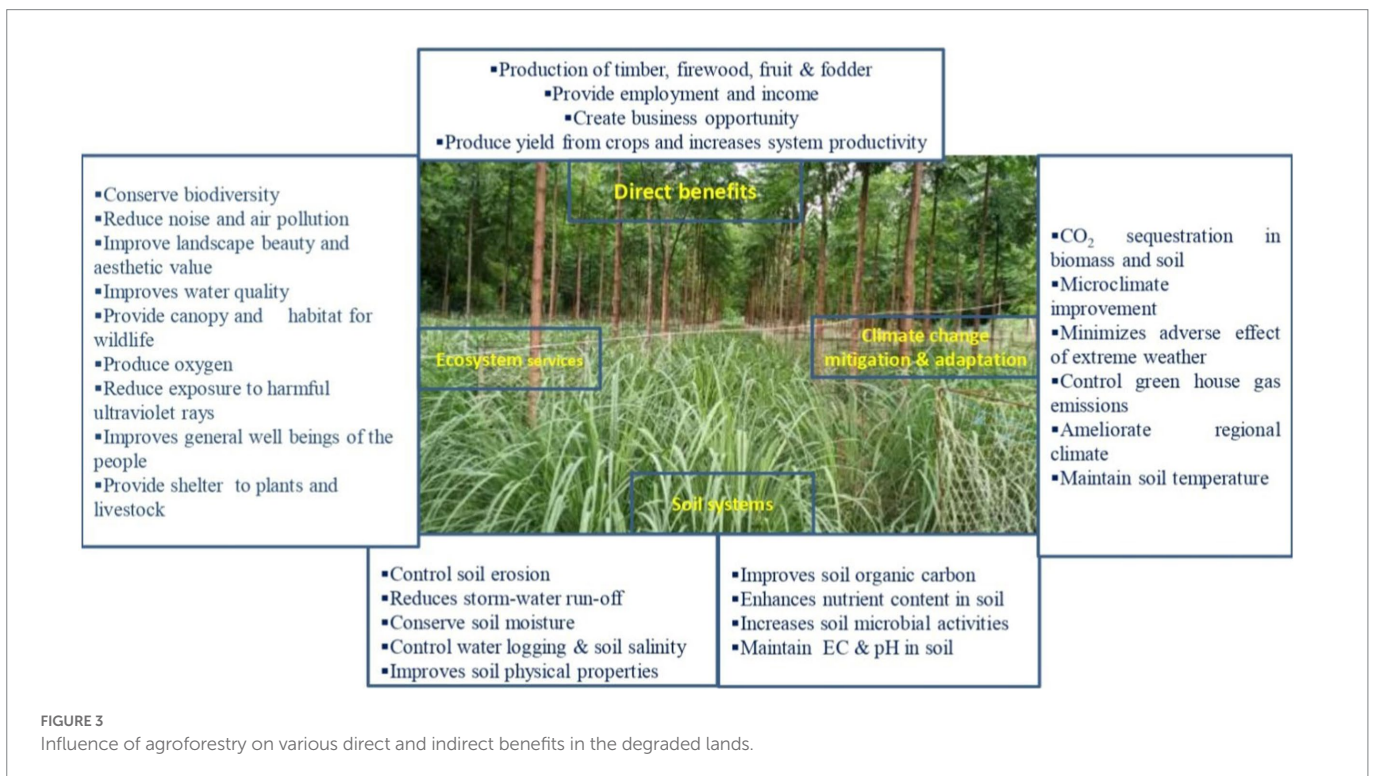 ▪Production of timber, firewood, fruit & fodder
▪Provide employment and income
▪Create business opportunity
▪Produce yield from crops and increases system productivity
Direct benefits
▪Conserve biodiversity
▪Reduce noise and air pollution
▪Improve landscape beauty and
aesthetic value
▪Improves water quality
▪Provide canopy and habitat for
wildlife
▪Produce oxygen
▪Reduce exposure to harmful
ultraviolet rays
▪Improves general well beings of the
people
▪Provide shelter to plants and
livestock
Ecosystem services
Climate change
mitigation & adaptation
▪CO₂ sequestration in
biomass and soil
▪Microclimate
improvement
▪Minimizes adverse effect
of extreme weather
▪Control green house gas
emissions
▪Ameliorate regional
climate
▪Maintain soil temperature
Soil systems
▪Control soil erosion
▪Reduces storm-water run-off
▪Conserve soil moisture
▪Control water logging & soil salinity
▪Improves soil physical properties
▪Improves soil organic carbon
▪Enhances nutrient content in soil
▪Increases soil microbial activities
▪Maintain EC & pH in soil
FIGURE 3
Influence of agroforestry on various direct and indirect benefits in the degraded lands.